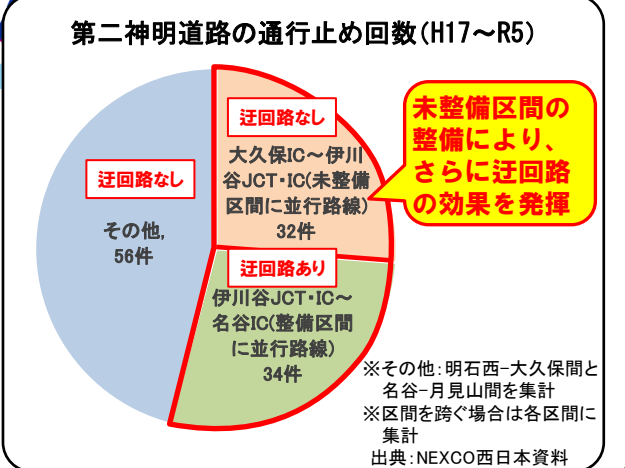 第二神明道路の通行止め回数(H17～R5)
迂回路なし
大久保IC～伊川
谷JCT・IC(未整備
区間に並行路線)
32件
未整備区間の
整備により、
さらに迂回路
の効果を発揮
迂回路なし
その他,
56件
迂回路あり
伊川谷JCT・IC～
名谷IC(整備区間
に並行路線)
34件
※その他:明石西-大久保間と
名谷-月見山間を集計
※区間を跨ぐ場合は各区間に
集計
出典:NEXCO西日本資料